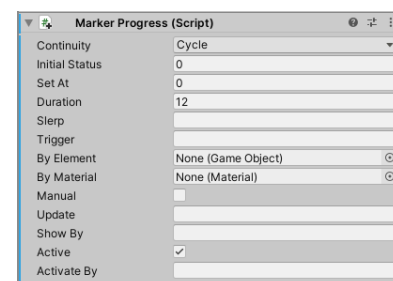 Marker Progress (Script)
Continuity Cycle
Initial Status 0
Set At 0
Duration 12
Slerp
Trigger
By Element None (Game Object)
By Material None (Material)
Manual
Update
Show By
Active
Activate By